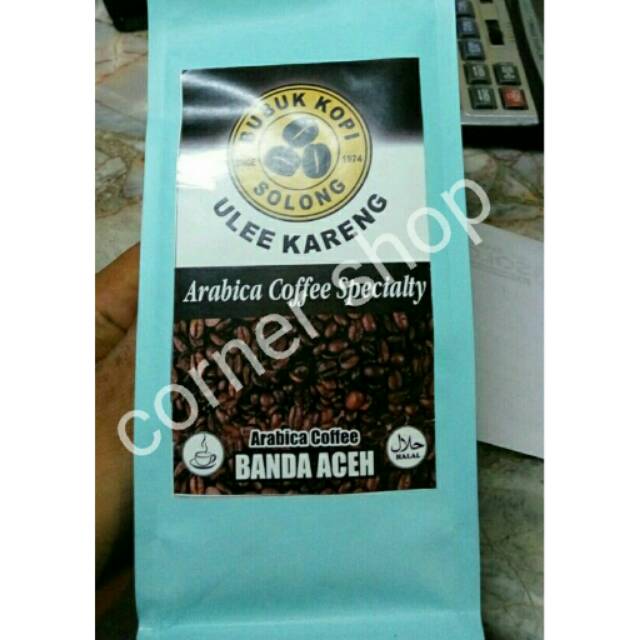 BUBUK KOPI
SINCE 1974
SOLONG
ULEE KARENG
Arabica Coffee Specialty
corner shop
Arabica Coffee
BANDA ACEH
حلال
HALAL